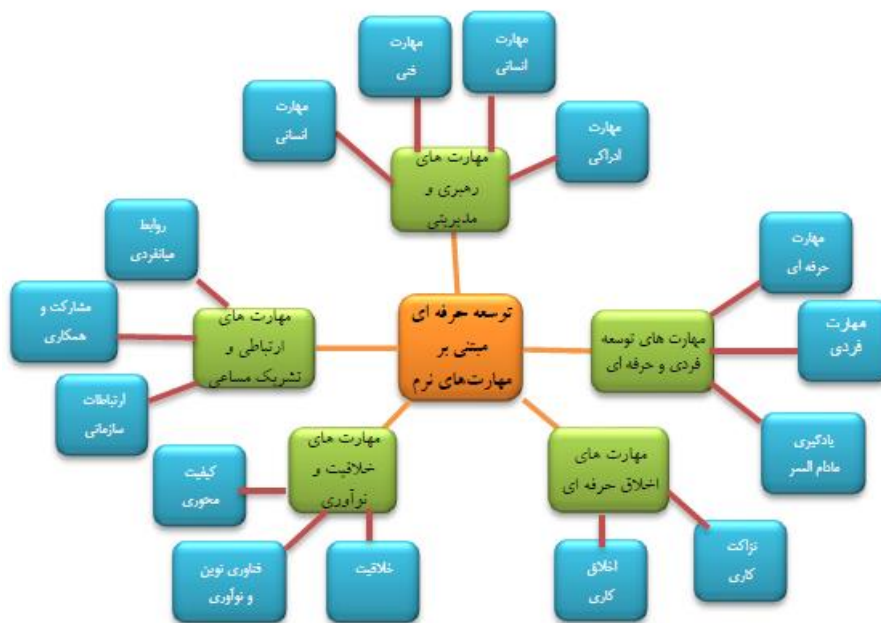 مهارت
انسانی
مهارت
فنی
مهارت
انسانی
مهارت
ادراکی
مهارت های
رهبری و
مدیریتی
روابط
میانفردی
مهارت
حرفه ای
مشارکت و
همکاری
مهارت های
ارتباطی و
تشریک مساعی
توسعه حرفه ای
مبتنی بر
مهارت‌های نرم
مهارت های توسعه
فردی و حرفه ای
مهارت
فردی
ارتباطات
سازمانی
یادگیری
مادام السر
مهارت های
خلاقیت و
نوآوری
مهارت های
اخلاق حرفه ای
کیفیت
محوری
فناوری نوین
و نوآوری
خلاقیت
اخلاق
کاری
نزاکت
کاری